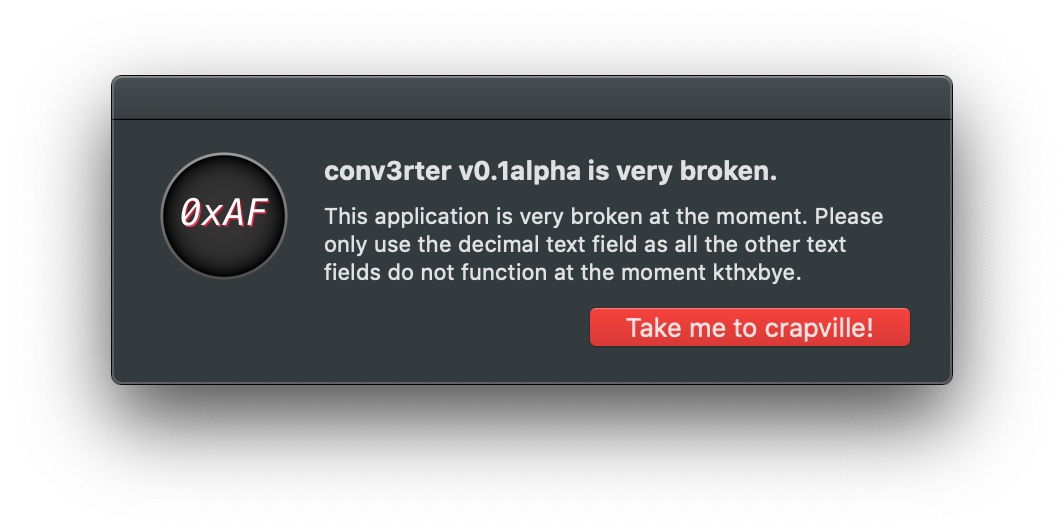 0xAF
conv3rter v0.1alpha is very broken.
This application is very broken at the moment. Please
only use the decimal text field as all the other text
fields do not function at the moment kthxbye.
Take me to crapville!